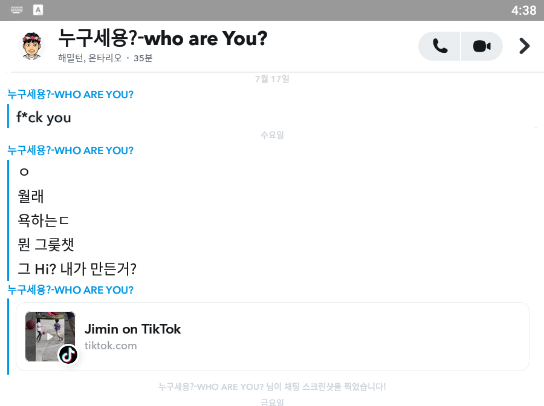 A
4:38
누구세용?-who are You?
해밀턴, 온타리오 · 35분
7월 17일
누구세용?-WHO ARE YOU?
f*ck you
수요일
누구세용?-WHO ARE YOU?
ㅇ
월래
욕하는ㄷ
뭔 그룿챗
그 Hi? 내가 만든거?
누구세용?-WHO ARE YOU?
Jimin on TikTok
tiktok.com
누구세용?-WHO ARE YOU? 님이 채팅 스크린샷을 찍었습니다!
금요일